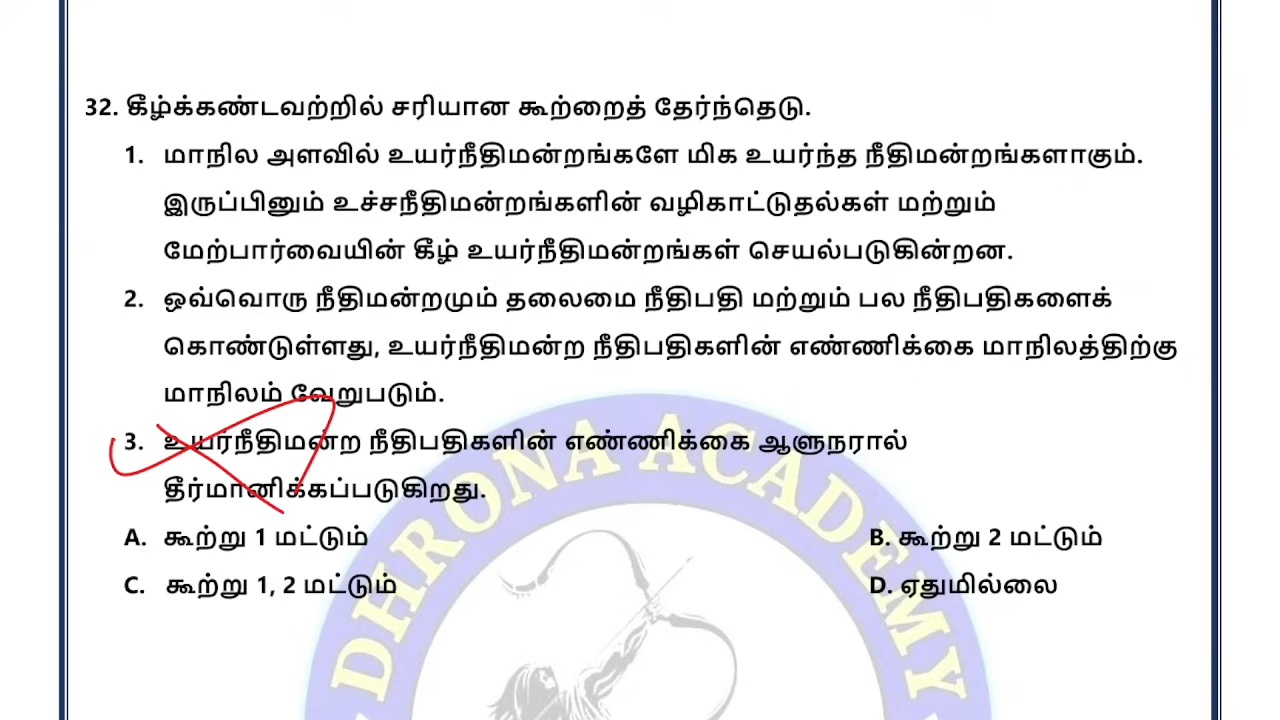 32. கீழ்க்கண்டவற்றில் சரியான கூற்றைத் தேர்ந்தெடு.
1. மாநில அளவில் உயர்நீதிமன்றங்களே மிக உயர்ந்த நீதிமன்றங்களாகும்.
இருப்பினும் உச்சநீதிமன்றங்களின் வழிகாட்டுதல்கள் மற்றும்
மேற்பார்வையின் கீழ் உயர்நீதிமன்றங்கள் செயல்படுகின்றன.
2. ஒவ்வொரு நீதிமன்றமும் தலைமை நீதிபதி மற்றும் பல நீதிபதிகளைக்
கொண்டுள்ளது, உயர்நீதிமன்ற நீதிபதிகளின் எண்ணிக்கை மாநிலத்திற்கு
மாநிலம் வேறுபடும்.
3. உயர்நீதிமன்ற நீதிபதிகளின் எண்ணிக்கை ஆளுநரால்
தீர்மானிக்கப்படுகிறது.
A. கூற்று 1 மட்டும் B. கூற்று 2 மட்டும்
C. கூற்று 1, 2 மட்டும் D. ஏதுமில்லை
DHRONA ACADEMY